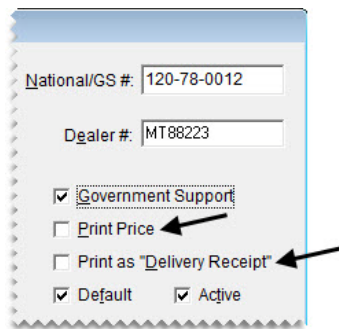 National/GS #: 120-78-0012
Dealer #: MT88223
Government Support
Print Price
Print as "Delivery Receipt"
Default Active